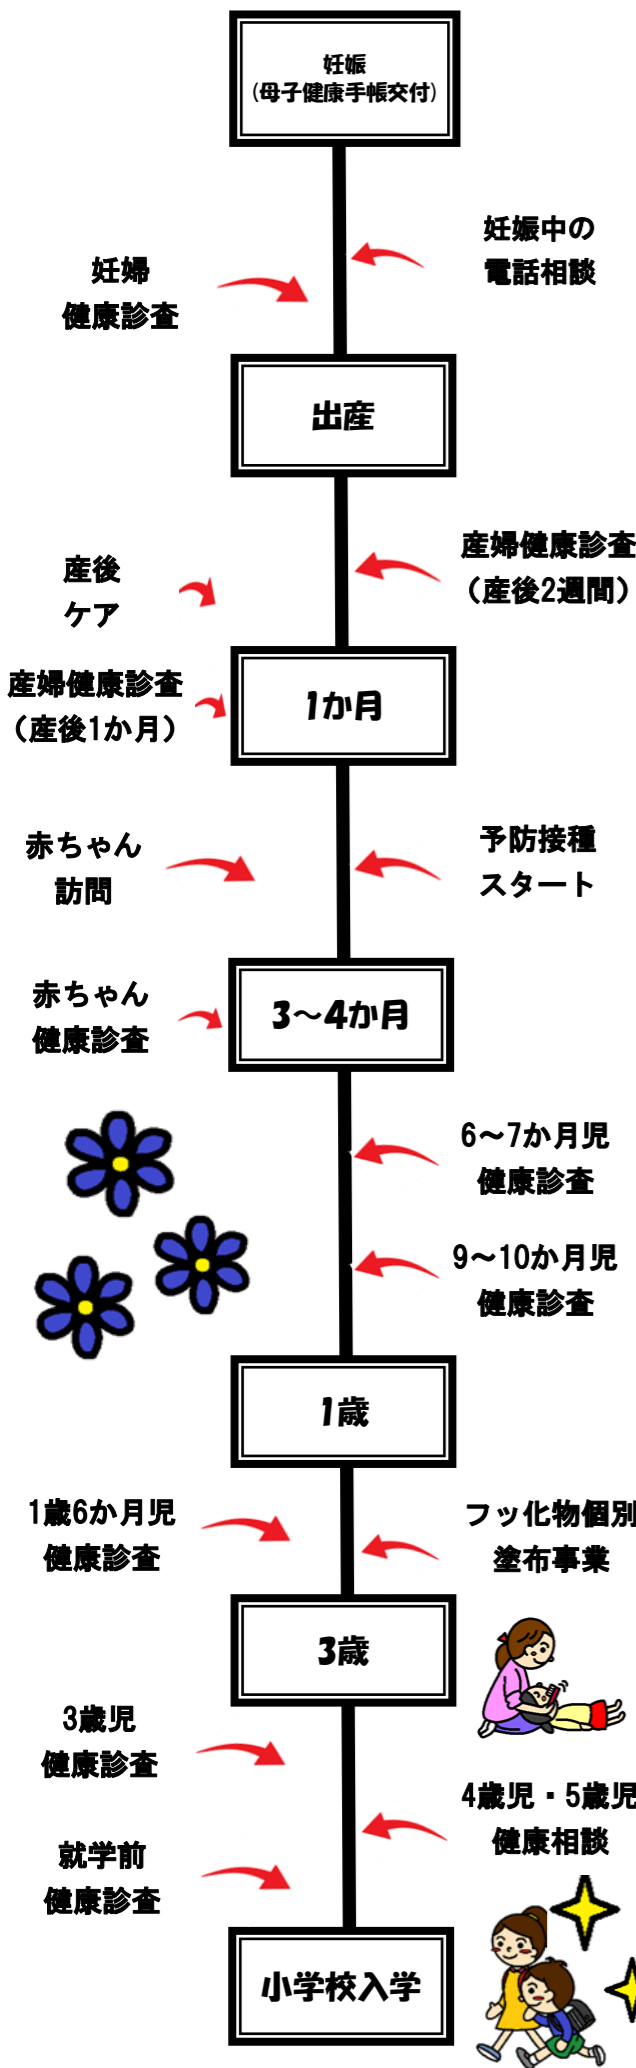 妊娠
(母子健康手帳交付)
妊娠中の
電話相談
妊婦
健康診査
出産
産婦健康診査
(産後2週間)
産後
ケア
産婦健康診査
(産後1か月)
1か月
赤ちゃん
訪問
予防接種
スタート
赤ちゃん
健康診査
3～4か月
6～7か月児
健康診査
9～10か月児
健康診査
1歳
1歳6か月児
健康診査
フッ化物個別
塗布事業
3歳
3歳児
健康診査
4歳児・5歳児
健康相談
就学前
健康診査
小学校入学